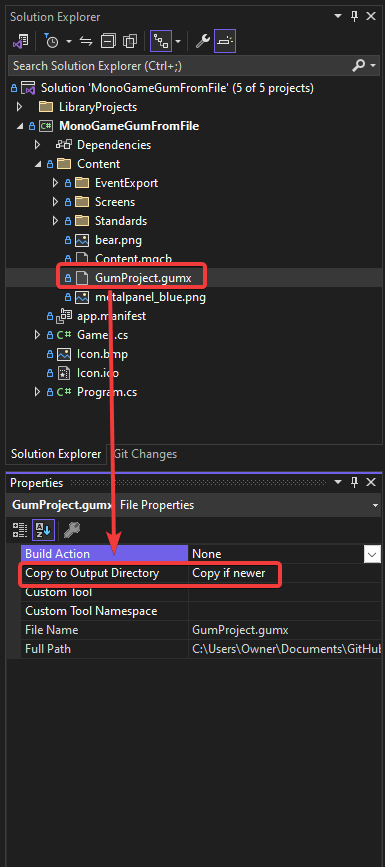 Solution Explorer
Search Solution Explorer (Ctrl+;)
Solution 'MonoGameGumFromFile' (5 of 5 projects)
LibraryProjects
C# MonoGameGumFromFile
Dependencies
Content
EventExport
Screens
Standards
bear.png
Content.mgcb
GumProject.gumx
metalpanel_blue.png
app.manifest
C# Game.cs
Icon.bmp
Icon.ico
C# Program.cs
Solution Explorer Git Changes
Properties
GumProject.gumx File Properties
Build Action None
Copy to Output Directory Copy if newer
Custom Tool
Custom Tool Namespace
File Name GumProject.gumx
Full Path C:\Users\Owner\Documents\GitHub